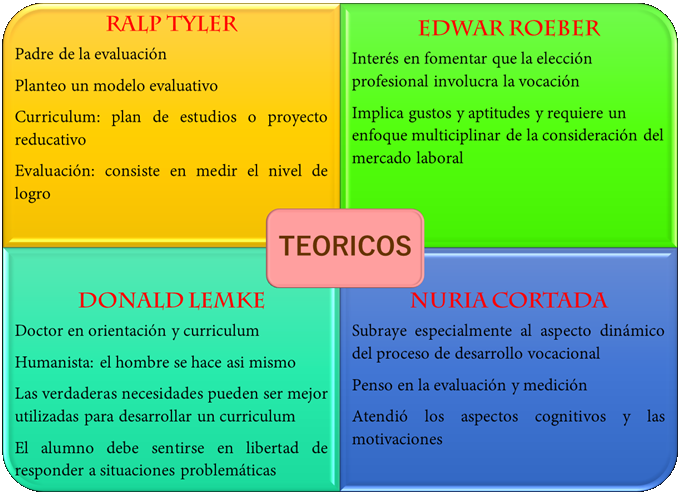 RALP TYLER
Padre de la evaluación
Planteo un modelo evaluativo
Curriculum: plan de estudios o proyecto
reducativo
Evaluación: consiste en medir el nivel de
logro
EDWAR ROEBER
Interés en fomentar que la elección
profesional involucra la vocación
Implica gustos y aptitudes y requiere un
enfoque multiciplinar de la consideración del
mercado laboral
TEORICOS
DONALD LEMKE
Doctor en orientación y curriculum
Humanista: el hombre se hace asi mismo
Las verdaderas necesidades pueden ser mejor
utilizadas para desarrollar un curriculum
El alumno debe sentirse en libertad de
responder a situaciones problemáticas
NURIA CORTADA
Subraye especialmente al aspecto dinámico
del proceso de desarrollo vocacional
Penso en la evaluación y medición
Atendió los aspectos cognitivos y las
motivaciones